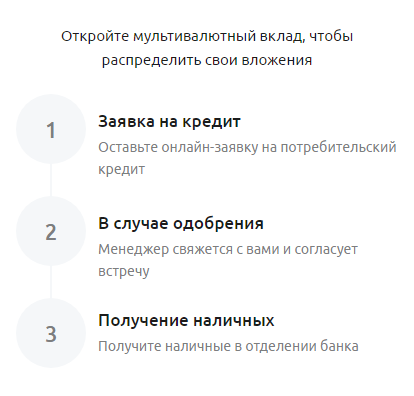 Откройте мультивалютный вклад, чтобы
распределить свои вложения
1
Заявка на кредит
Оставьте онлайн-заявку на потребительский
кредит
2
В случае одобрения
Менеджер свяжется с вами и согласует
встречу
3
Получение наличных
Получите наличные в отделении банка